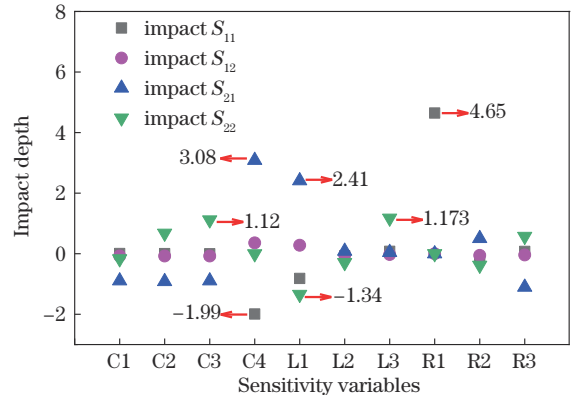 Impact depth
8
6
4
2
0
−2
impact S₁₁
impact S₁₂
impact S₂₁
impact S₂₂
4.65
3.08
2.41
1.12
1.173
−1.34
−1.99
C1 C2 C3 C4 L1 L2 L3 R1 R2 R3
Sensitivity variables